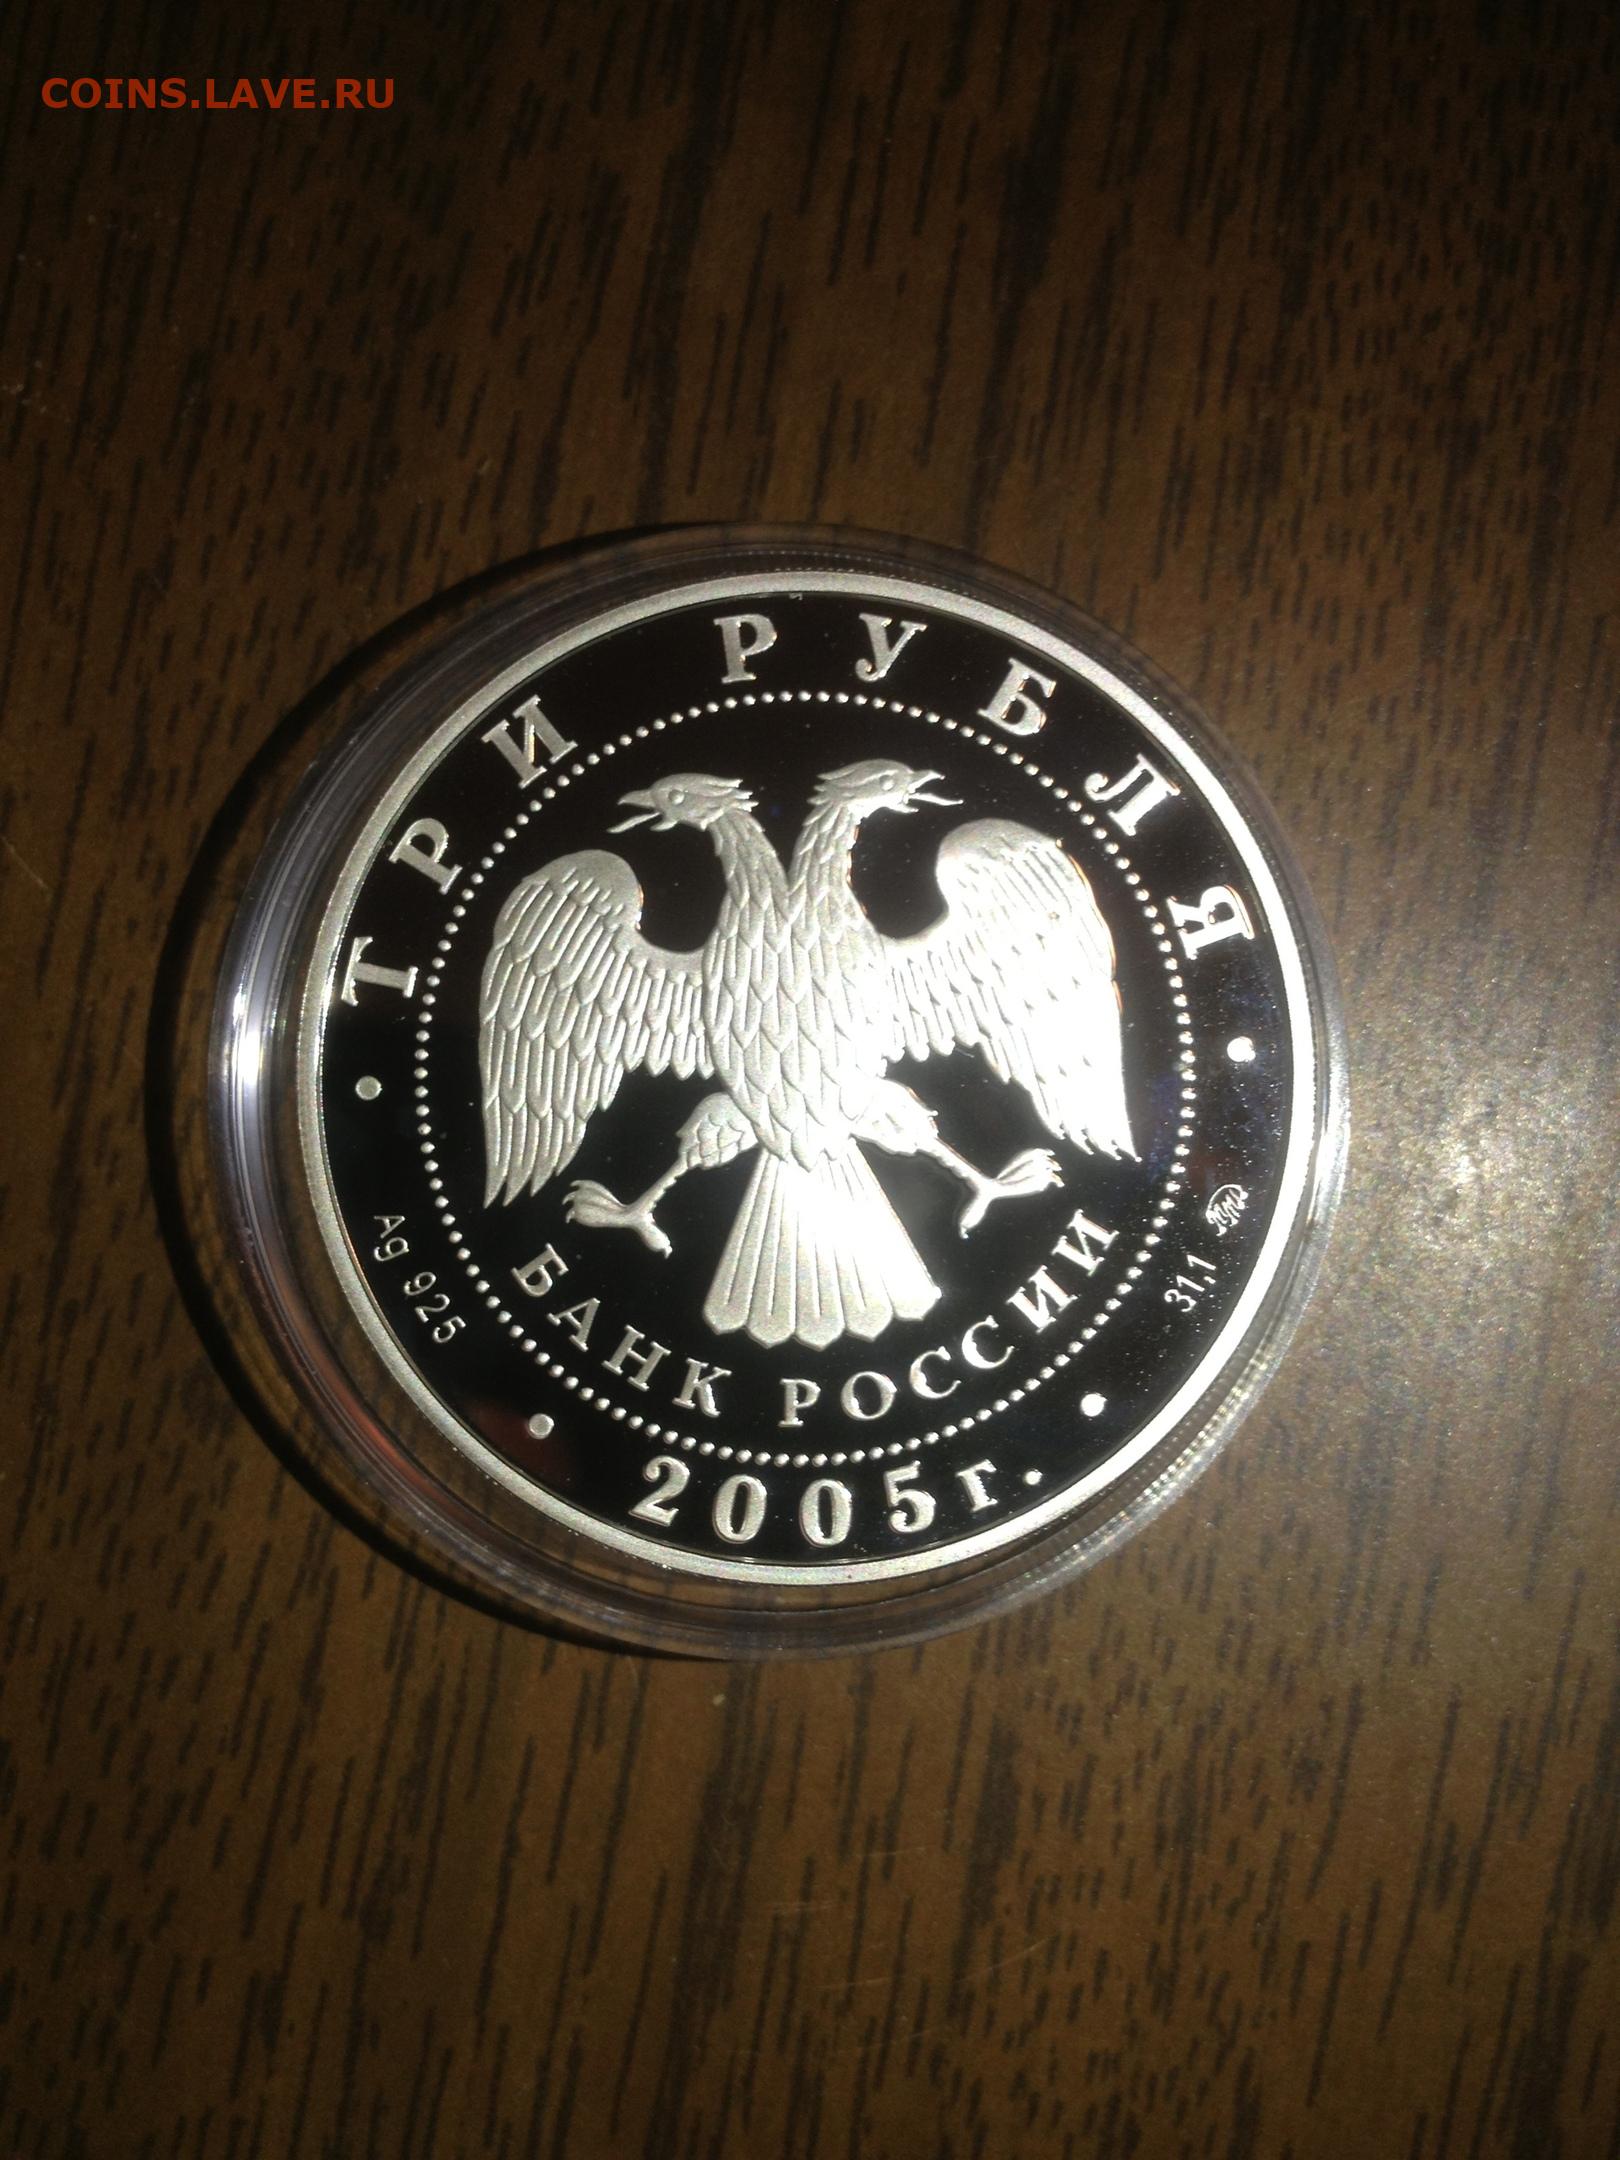 COINS.LAVE.RU
ТРИ РУБЛЯ
БАНК РОССИИ
Ag 925
31,1
2005г.